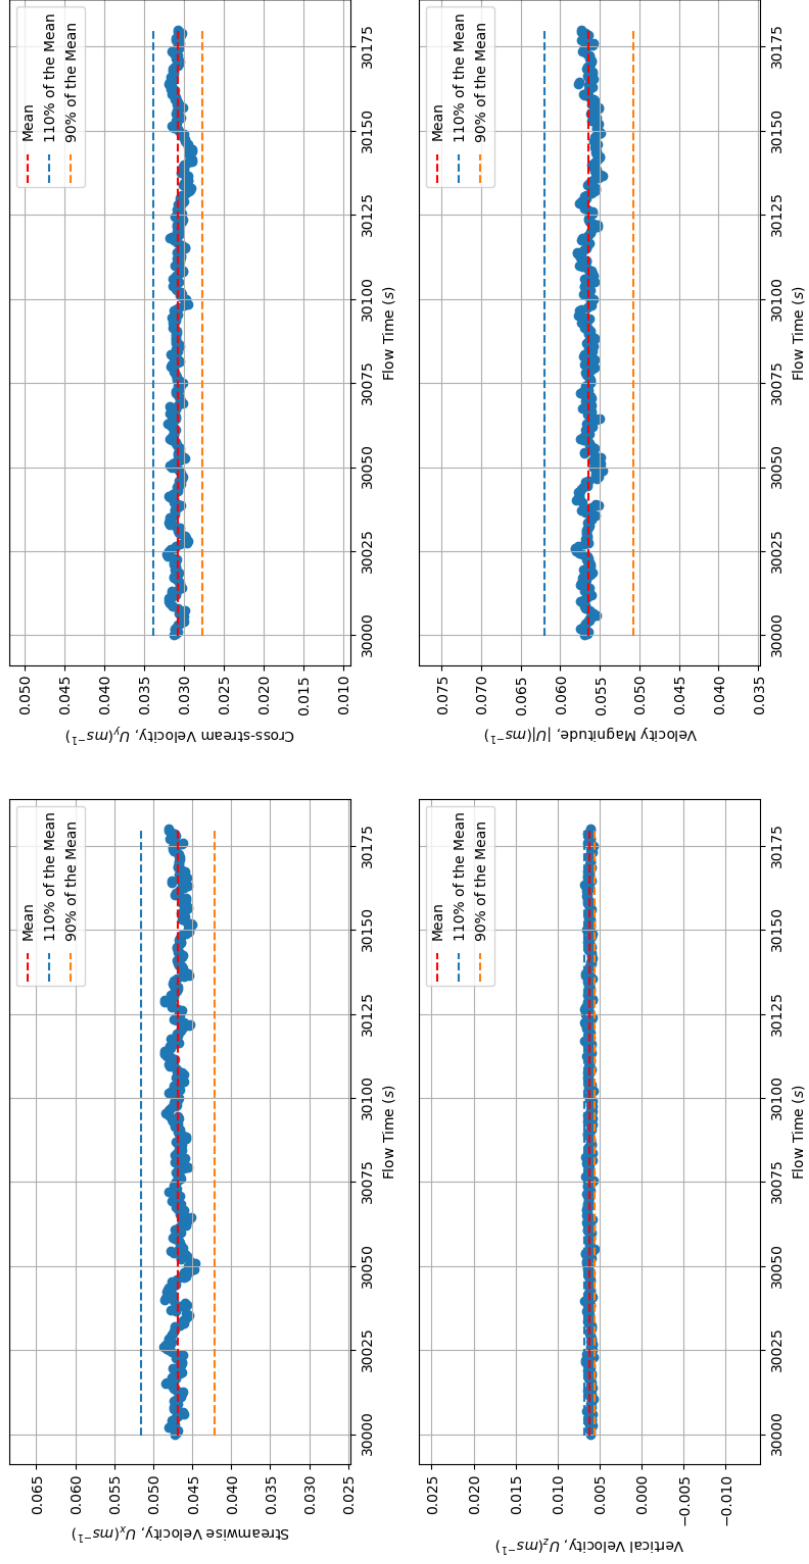 Streamwise Velocity, Uₓ(ms⁻¹)
0.065
0.060
0.055
0.050
0.045
0.040
0.035
0.030
0.025
Mean
110% of the Mean
90% of the Mean
30000 30025 30050 30075 30100 30125 30150 30175
Flow Time (s)
Cross-stream Velocity, U_y(ms⁻¹)
0.050
0.045
0.040
0.035
0.030
0.025
0.020
0.015
0.010
Mean
110% of the Mean
90% of the Mean
30000 30025 30050 30075 30100 30125 30150 30175
Flow Time (s)
Vertical Velocity, U_z(ms⁻¹)
0.025
0.020
0.015
0.010
0.005
0.000
−0.005
−0.010
Mean
110% of the Mean
90% of the Mean
30000 30025 30050 30075 30100 30125 30150 30175
Flow Time (s)
Velocity Magnitude, |U|(ms⁻¹)
0.075
0.070
0.065
0.060
0.055
0.050
0.045
0.040
0.035
Mean
110% of the Mean
90% of the Mean
30000 30025 30050 30075 30100 30125 30150 30175
Flow Time (s)